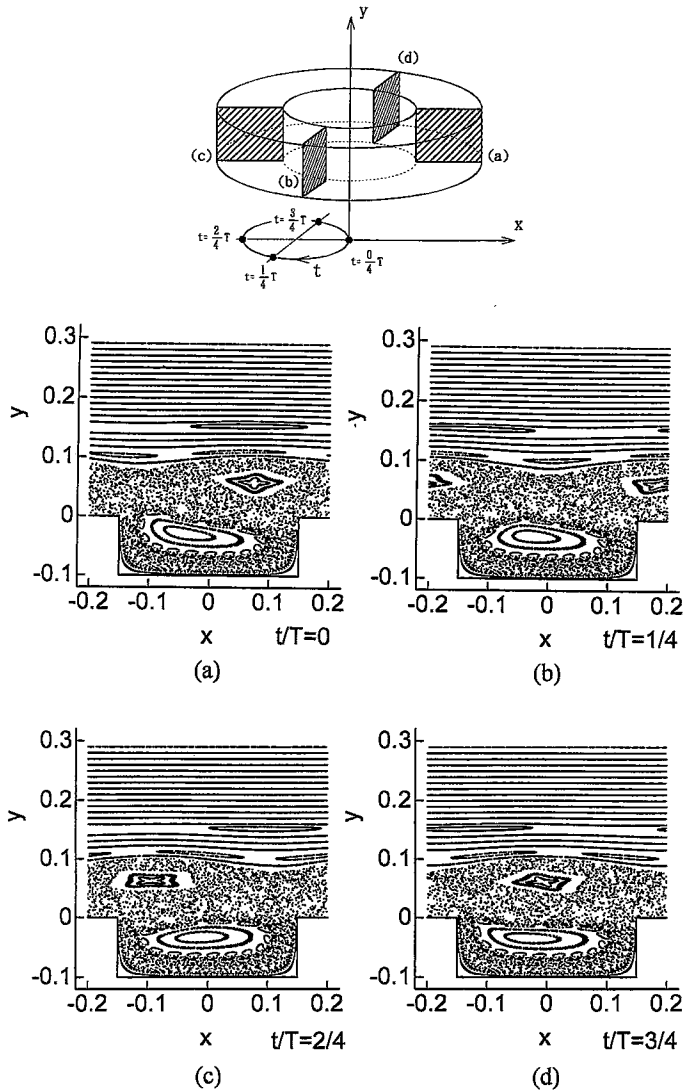 y
(d)
(c)
(a)
(b)
x
t=3/4 T
t=2/4 T
t=0/4 T
t=1/4 T
t
0.3
0.2
0.1
0
-0.1
y
-0.2 -0.1 0 0.1 0.2
x t/T=0
(a)
0.3
0.2
0.1
0
-0.1
y
-0.2 -0.1 0 0.1 0.2
x t/T=1/4
(b)
0.3
0.2
0.1
0
-0.1
y
-0.2 -0.1 0 0.1 0.2
x t/T=2/4
(c)
0.3
0.2
0.1
0
-0.1
y
-0.2 -0.1 0 0.1 0.2
x t/T=3/4
(d)